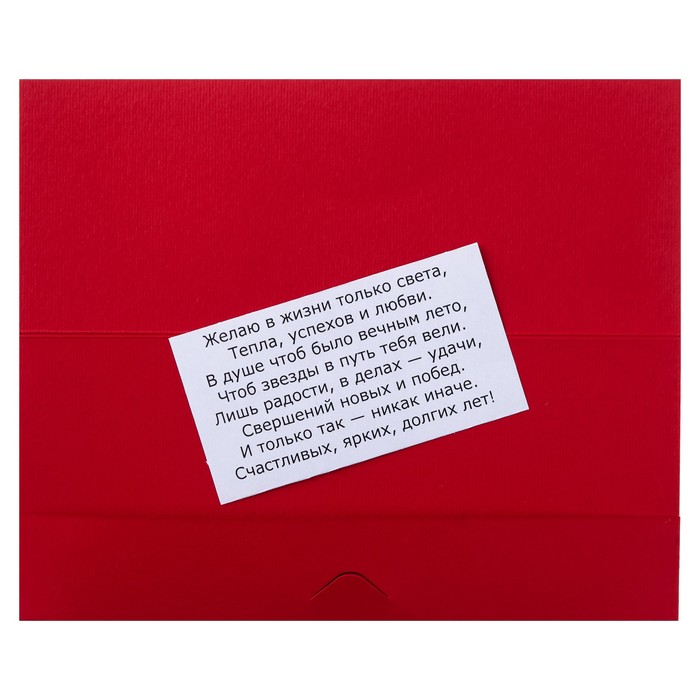 Желаю в жизни только света,
Тепла, успехов и любви.
В душе чтоб было вечным лето,
Чтоб звезды в путь тебя вели.
Лишь радости, в делах — удачи,
Свершений новых и побед.
И только так — никак иначе.
Счастливых, ярких, долгих лет!